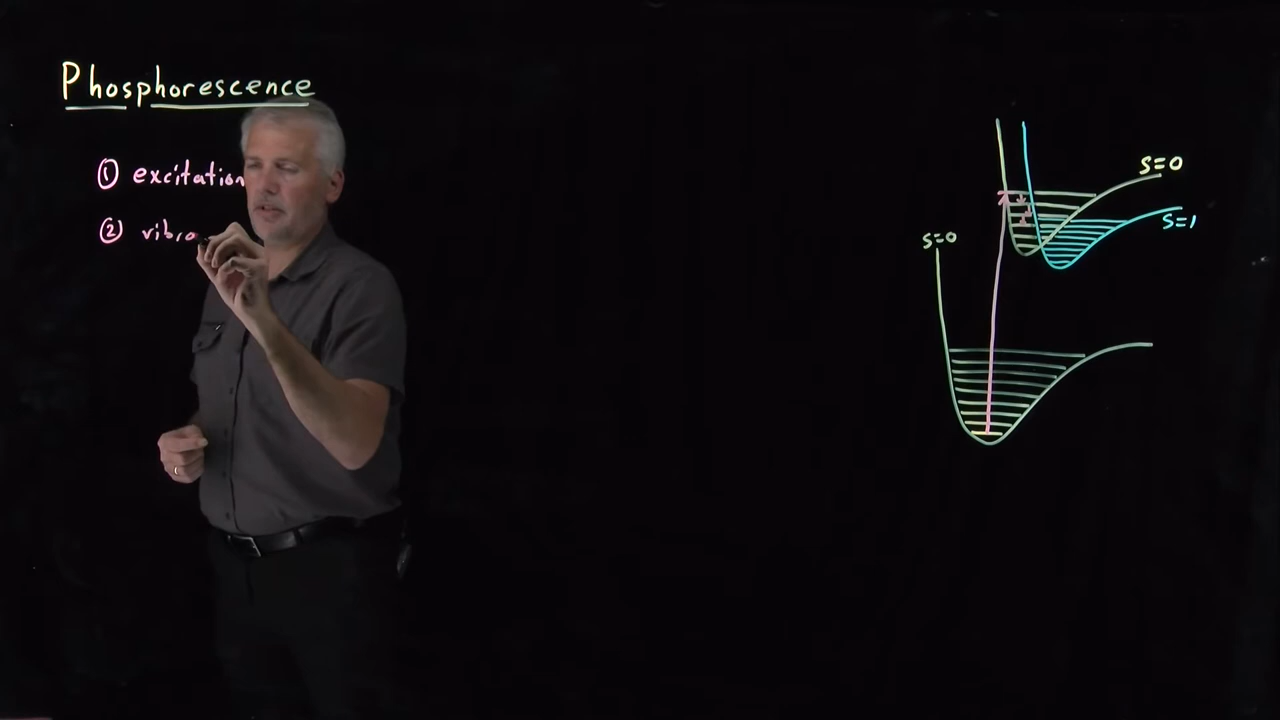 Phosphorescence
① excitation
② vibra
S=0
S=1
S=0